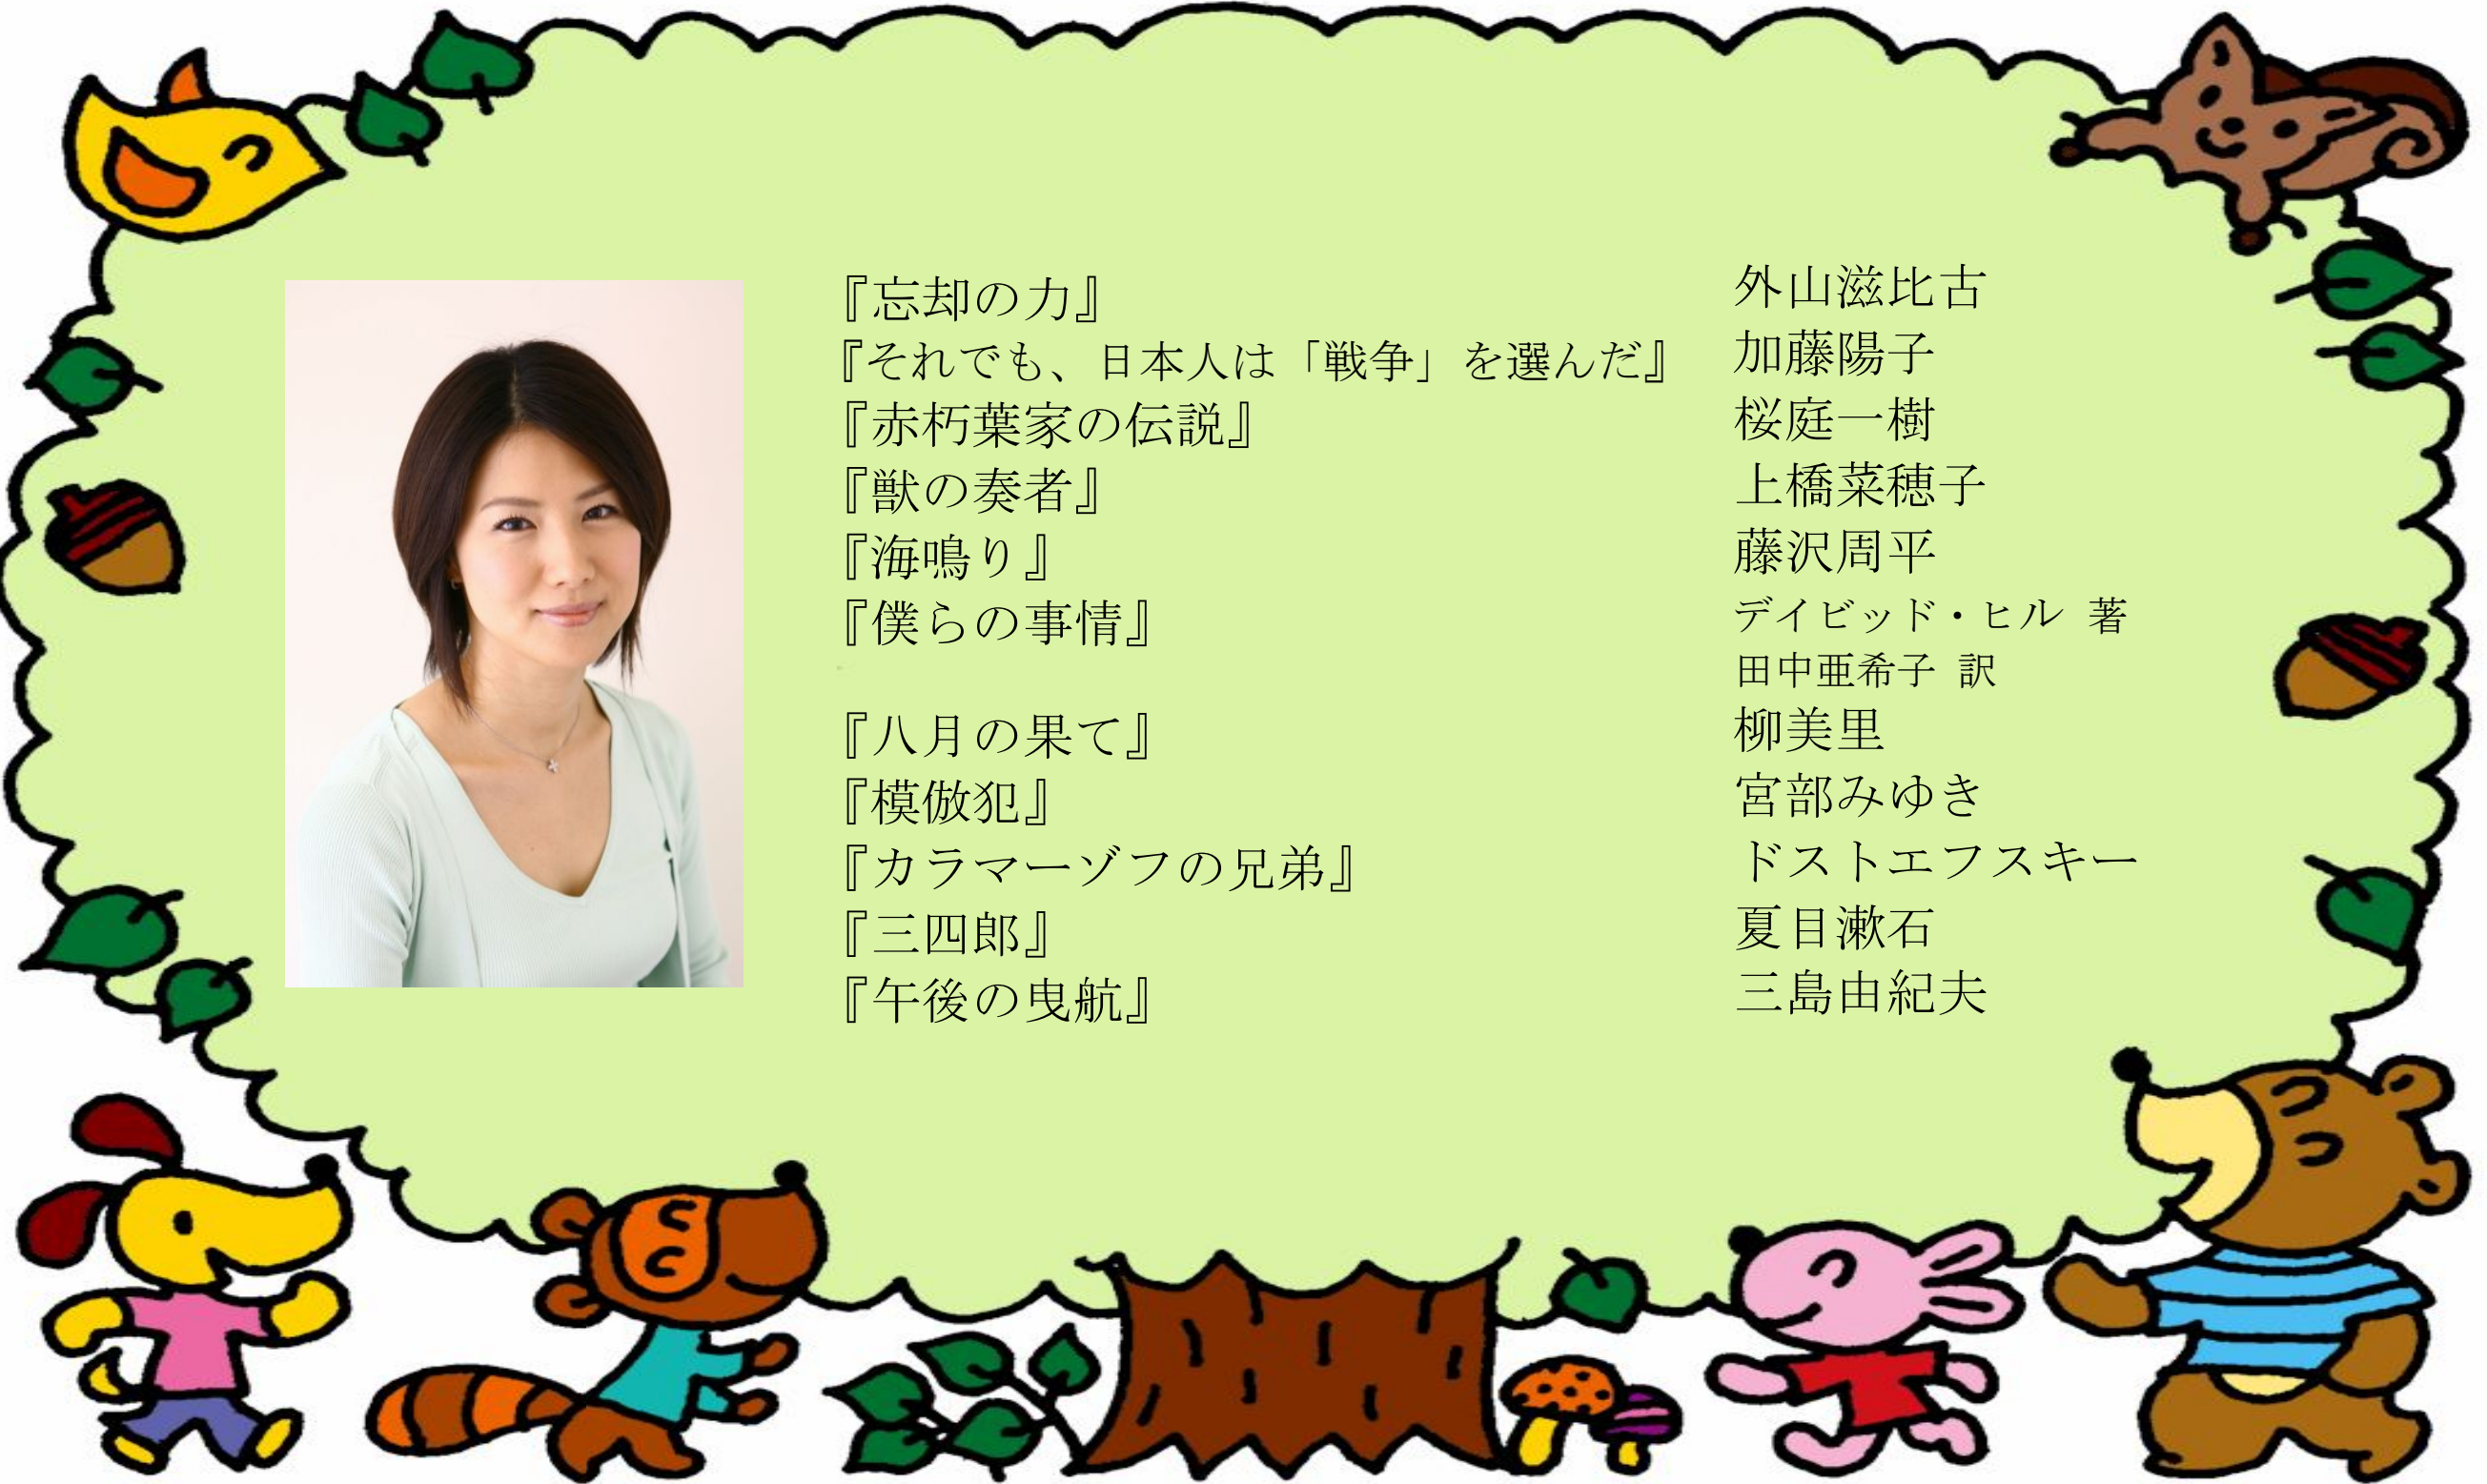 『忘却の力』 外山滋比古
『それでも、日本人は「戦争」を選んだ』 加藤陽子
『赤朽葉家の伝説』 桜庭一樹
『獣の奏者』 上橋菜穂子
『海鳴り』 藤沢周平
『僕らの事情』 デイビッド・ヒル 著
田中亜希子 訳
『八月の果て』 柳美里
『模倣犯』 宮部みゆき
『カラマーゾフの兄弟』 ドストエフスキー
『三四郎』 夏目漱石
『午後の曳航』 三島由紀夫